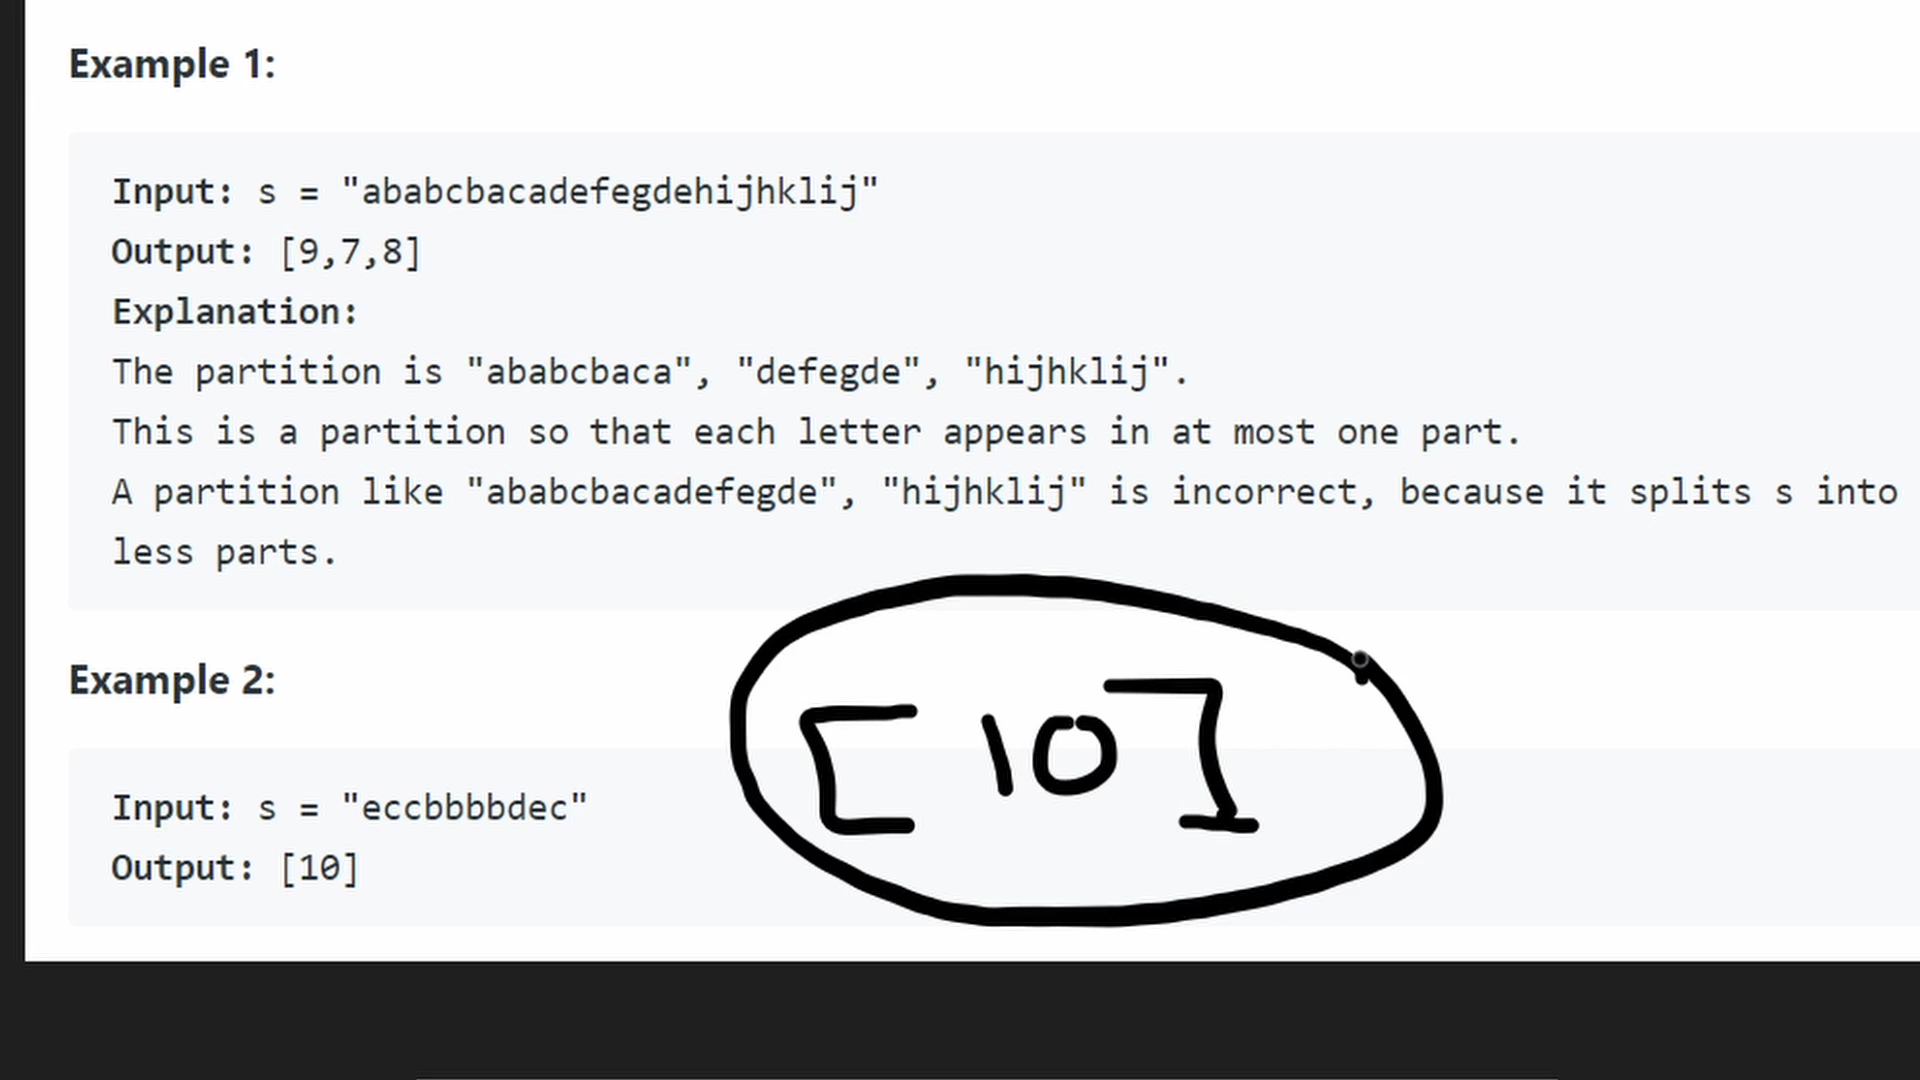 Example 1:
Input: s = "ababcbacadefegdehijhklij"
Output: [9,7,8]
Explanation:
The partition is "ababcbaca", "defegde", "hijhklij".
This is a partition so that each letter appears in at most one part.
A partition like "ababcbacadefegde", "hijhklij" is incorrect, because it splits s into
less parts.
Example 2:
[10]
Input: s = "eccbbbbdec"
Output: [10]